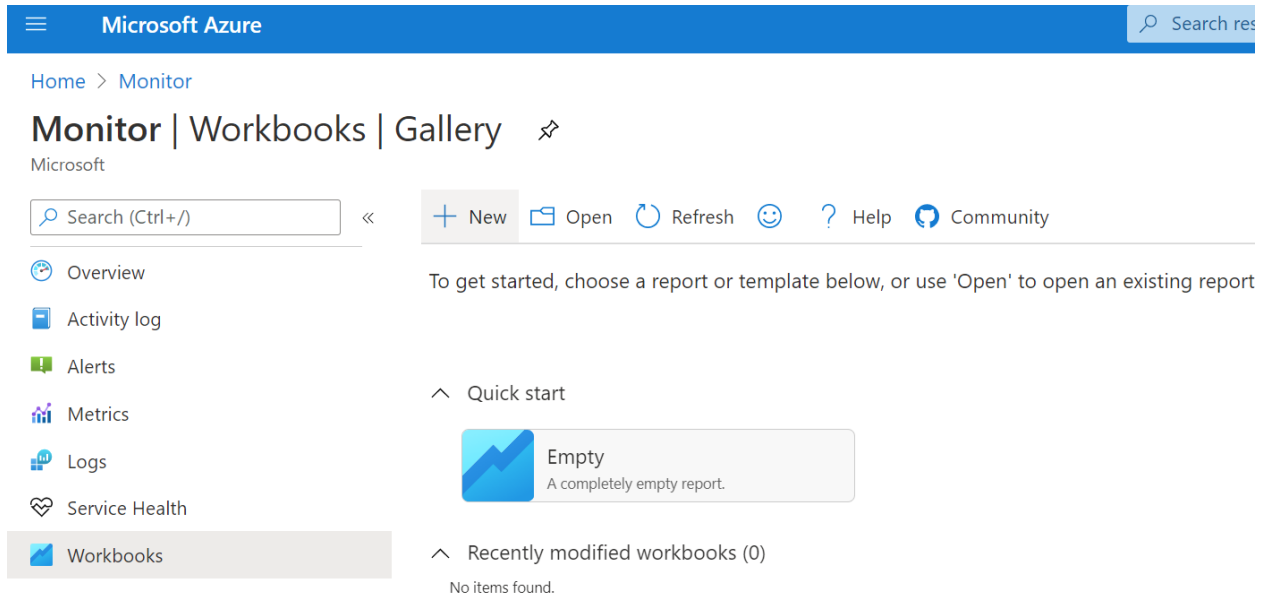 Microsoft Azure
Search res
Home > Monitor
Monitor | Workbooks | Gallery
Microsoft
Search (Ctrl+/)
«
New Open Refresh Help Community
Overview
To get started, choose a report or template below, or use 'Open' to open an existing report
Activity log
Alerts
Metrics
Logs
Service Health
Workbooks
Quick start
Empty
A completely empty report.
Recently modified workbooks (0)
No items found.